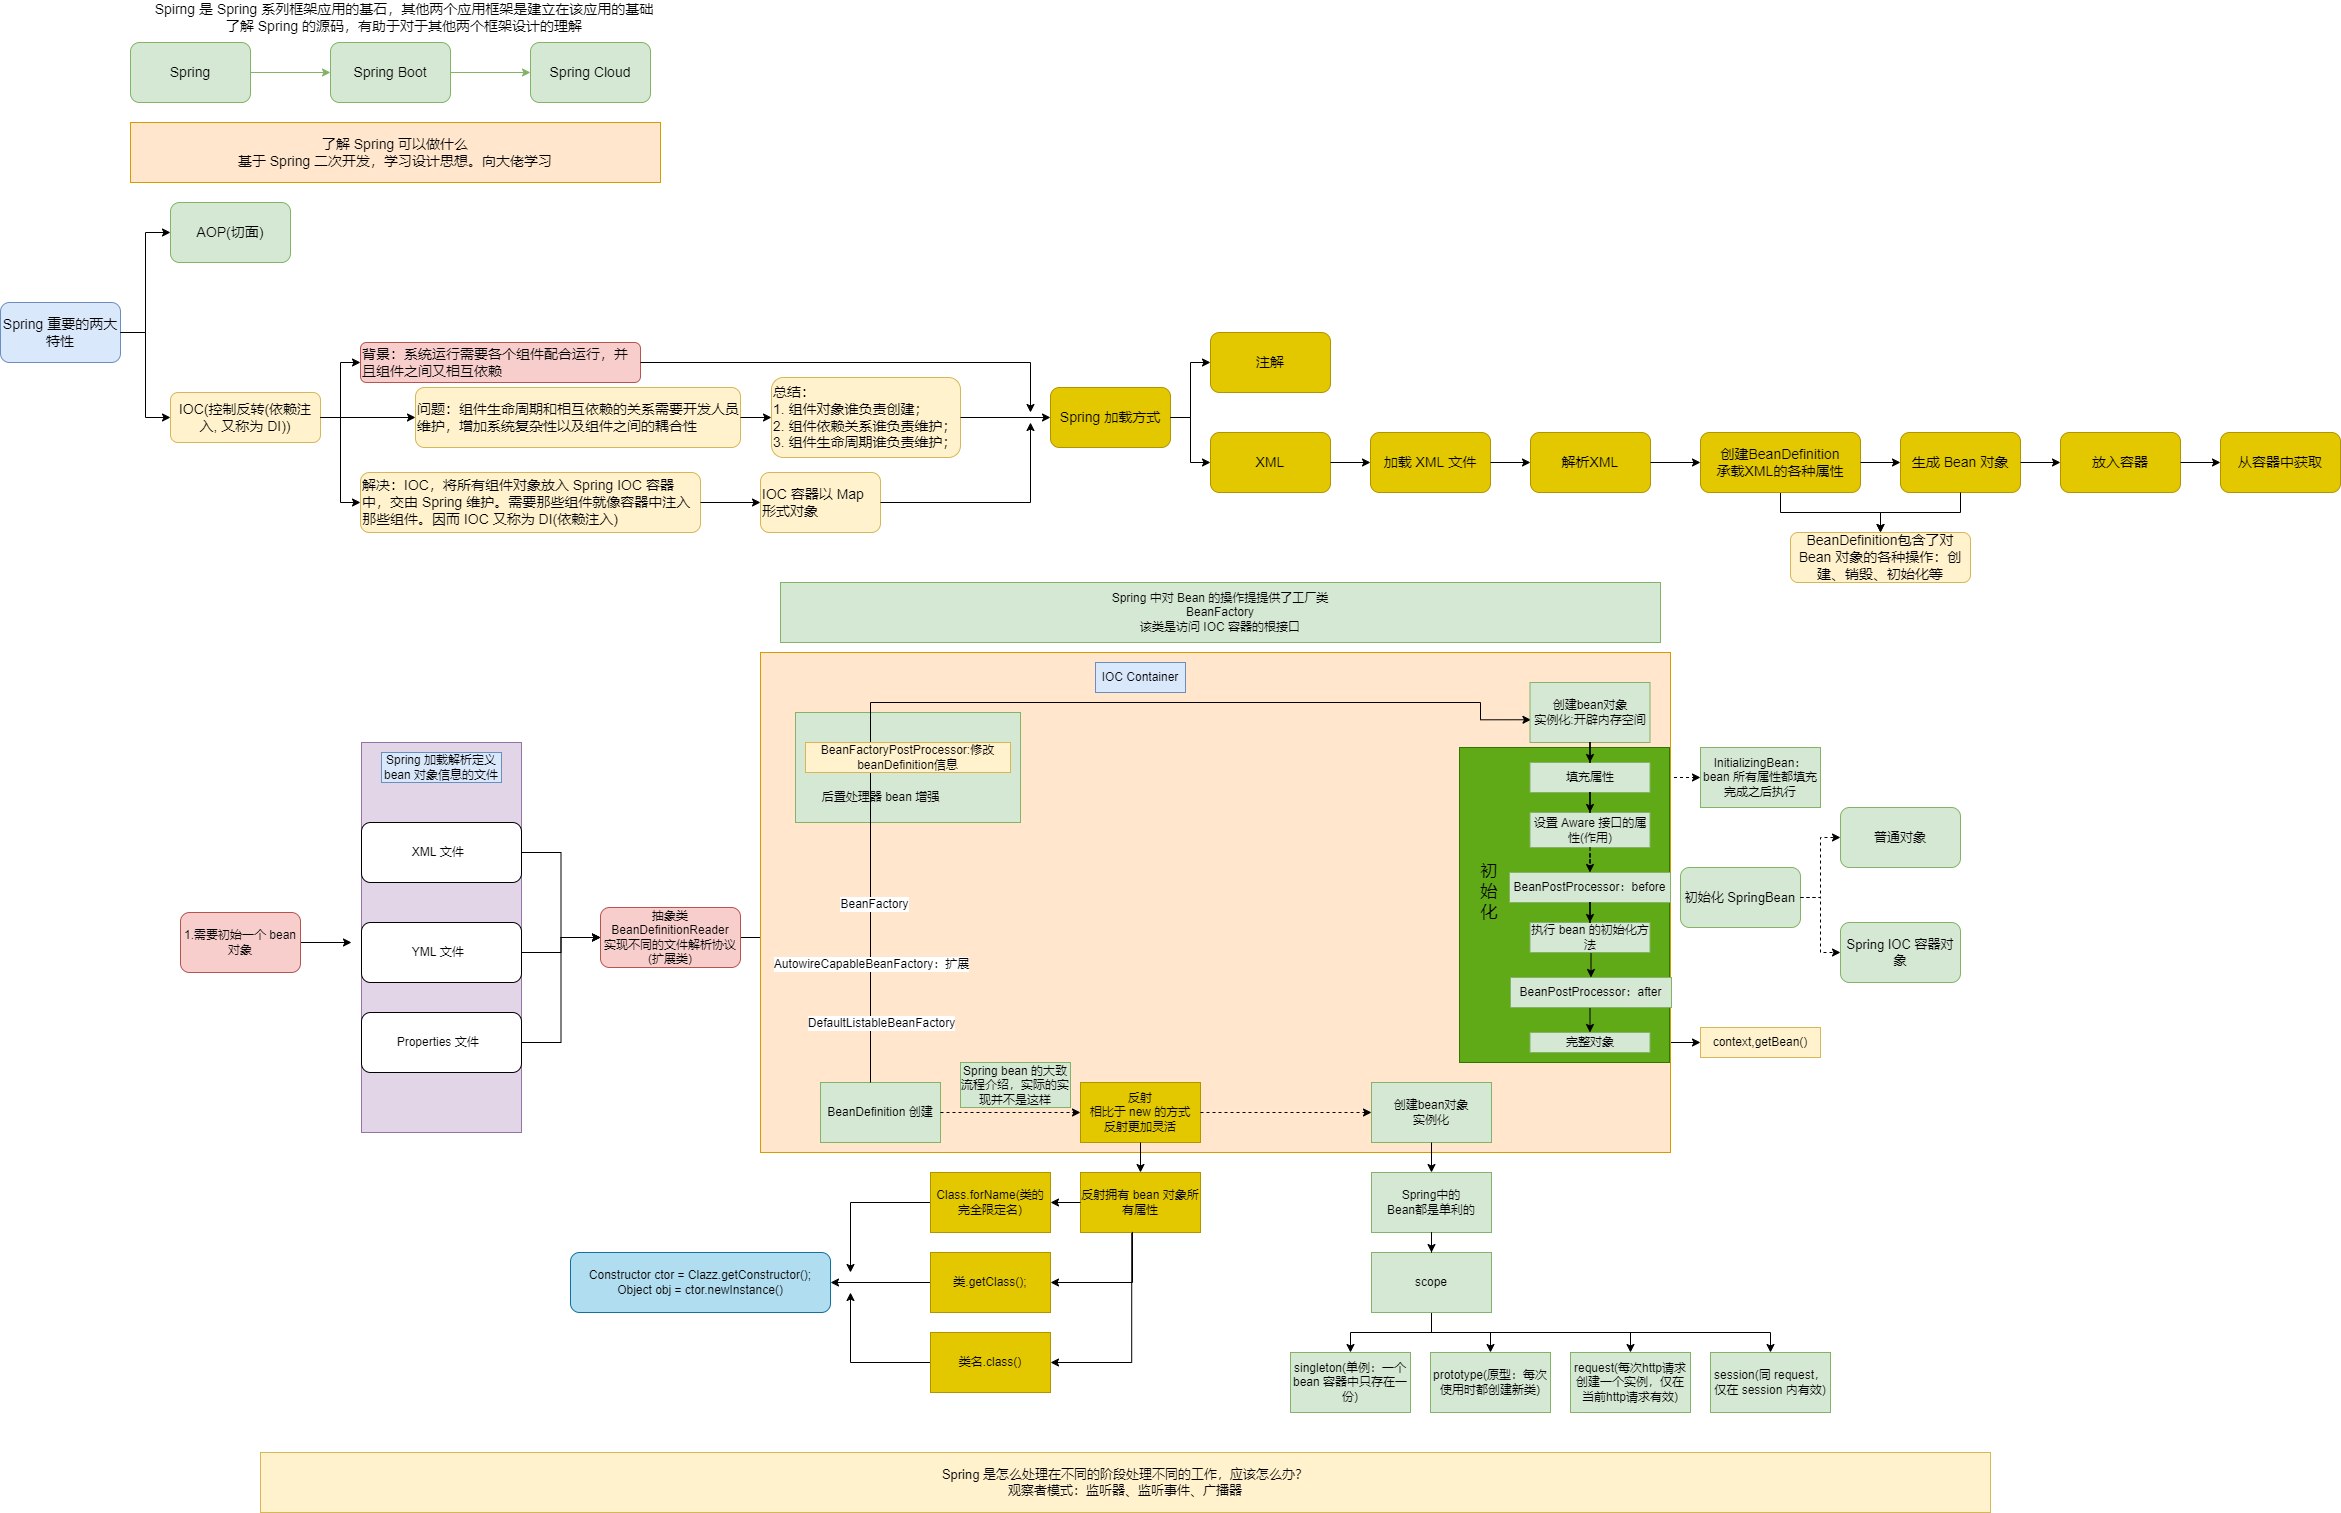 Spirng 是 Spring 系列框架应用的基石，其他两个应用框架是建立在该应用的基础
了解 Spring 的源码，有助于对于其他两个框架设计的理解
Spring
Spring Boot
Spring Cloud
了解 Spring 可以做什么
基于 Spring 二次开发，学习设计思想。向大佬学习
AOP(切面)
Spring 重要的两大
特性
IOC(控制反转(依赖注
入, 又称为 DI))
背景：系统运行需要各个组件配合运行，并
且组件之间又相互依赖
问题：组件生命周期和相互依赖的关系需要开发人员
维护，增加系统复杂性以及组件之间的耦合性
总结：
1. 组件对象谁负责创建；
2. 组件依赖关系谁负责维护；
3. 组件生命周期谁负责维护；
解决：IOC，将所有组件对象放入 Spring IOC 容器
中，交由 Spring 维护。需要那些组件就像容器中注入
那些组件。因而 IOC 又称为 DI(依赖注入)
IOC 容器以 Map
形式对象
Spring 加载方式
注解
XML
加载 XML 文件
解析XML
创建BeanDefinition
承载XML的各种属性
生成 Bean 对象
放入容器
从容器中获取
BeanDefinition包含了对
Bean 对象的各种操作：创
建、销毁、初始化等
Spring 中对 Bean 的操作提提供了工厂类
BeanFactory
该类是访问 IOC 容器的根接口
IOC Container
1.需要初始一个 bean
对象
Spring 加载解析定义
bean 对象信息的文件
XML 文件
YML 文件
Properties 文件
抽象类
BeanDefinitionReader
实现不同的文件解析协议
(扩展类)
BeanFactoryPostProcessor:修改
beanDefinition信息
后置处理器 bean 增强
BeanFactory
AutowireCapableBeanFactory：扩展
DefaultListableBeanFactory
BeanDefinition 创建
Spring bean 的大致
流程介绍，实际的实
现并不是这样
反射
相比于 new 的方式
反射更加灵活
创建bean对象
实例化
创建bean对象
实例化:开辟内存空间
初
始
化
填充属性
设置 Aware 接口的属
性(作用)
BeanPostProcessor：before
执行 bean 的初始化方
法
BeanPostProcessor：after
完整对象
InitializingBean：
bean 所有属性都填充
完成之后执行
初始化 SpringBean
普通对象
Spring IOC 容器对
象
context,getBean()
反射拥有 bean 对象所
有属性
Class.forName(类的
完全限定名)
类.getClass();
类名.class()
Constructor ctor = Clazz.getConstructor();
Object obj = ctor.newInstance()
Spring中的
Bean都是单利的
scope
singleton(单例：一个
bean 容器中只存在一
份)
prototype(原型：每次
使用时都创建新类)
request(每次http请求
创建一个实例，仅在
当前http请求有效)
session(同 request，
仅在 session 内有效)
Spring 是怎么处理在不同的阶段处理不同的工作，应该怎么办?
观察者模式：监听器、监听事件、广播器